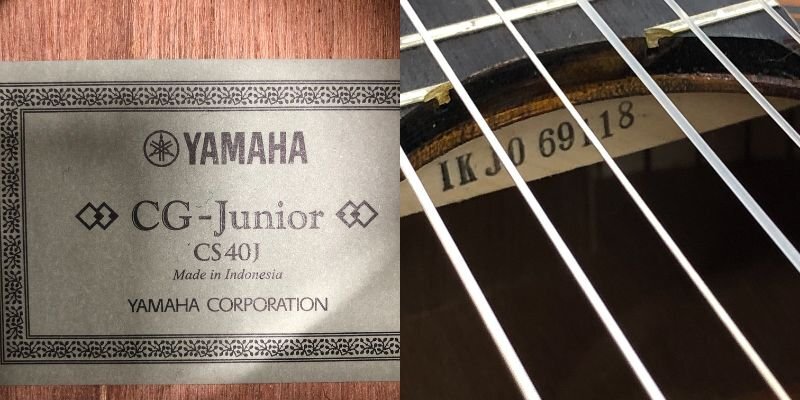 YAMAHA
CG-Junior
CS40J
Made in Indonesia
YAMAHA CORPORATION
IKJ0 69118